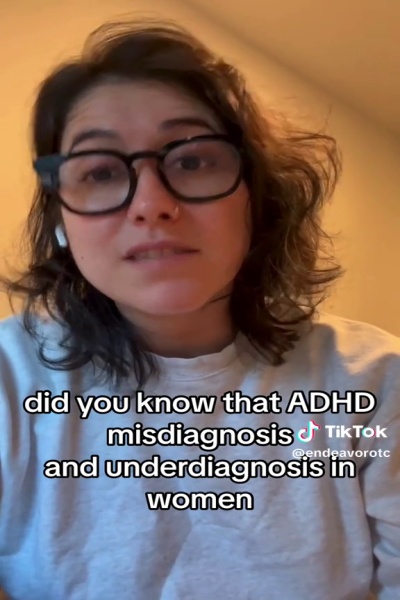 did you know that ADHD
misdiagnosis
TikTok
@endeavorotc
and underdiagnosis in
women